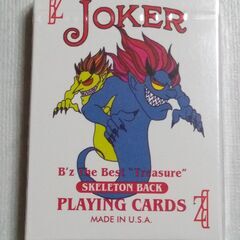 JOKER
B'z The Best "Treasure"
SKELETON BACK
PLAYING CARDS
MADE IN U.S.A.